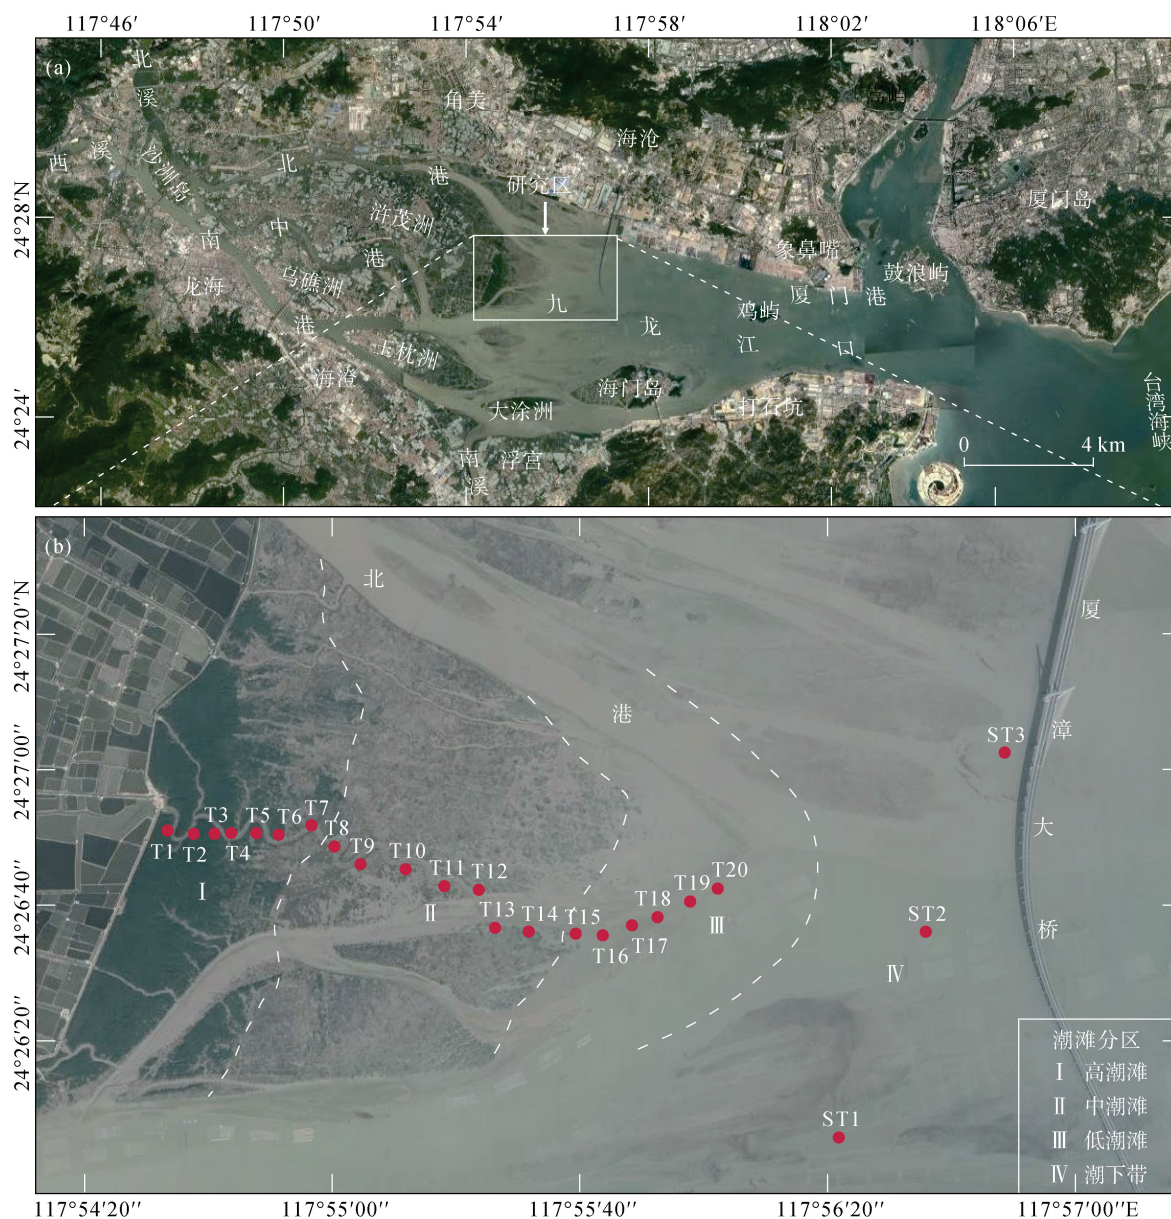 117°46′ 117°50′ 117°54′ 117°58′ 118°02′ 118°06′E
(a)
北
溪
角美
海沧
西 溪
沙洲岛
北
港
研究区
厦门岛
浒茂洲
24°28′N
南
中
港
象鼻嘴
鼓浪屿
龙海
乌礁洲
九
厦 门 港
鸡屿
港
龙
江
口
玉枕洲
海澄
海门岛
台湾海峡
大涂洲
打石坑
24°24′
0 4 km
浮宫
南
溪
(b)
北
厦
24°27′20″N
港
漳
ST3
24°27′00″
大
T1 T2 T3 T4 T5 T6 T7
T8
T9
T10
T11
T12
Ⅰ
Ⅱ
T13
T14
T15
T16
T17
T18
T19
T20
Ⅲ
ST2
桥
24°26′40″
Ⅳ
24°26′20″
潮滩分区
Ⅰ 高潮滩
Ⅱ 中潮滩
Ⅲ 低潮滩
Ⅳ 潮下带
ST1
117°54′20″ 117°55′00″ 117°55′40″ 117°56′20″ 117°57′00″E